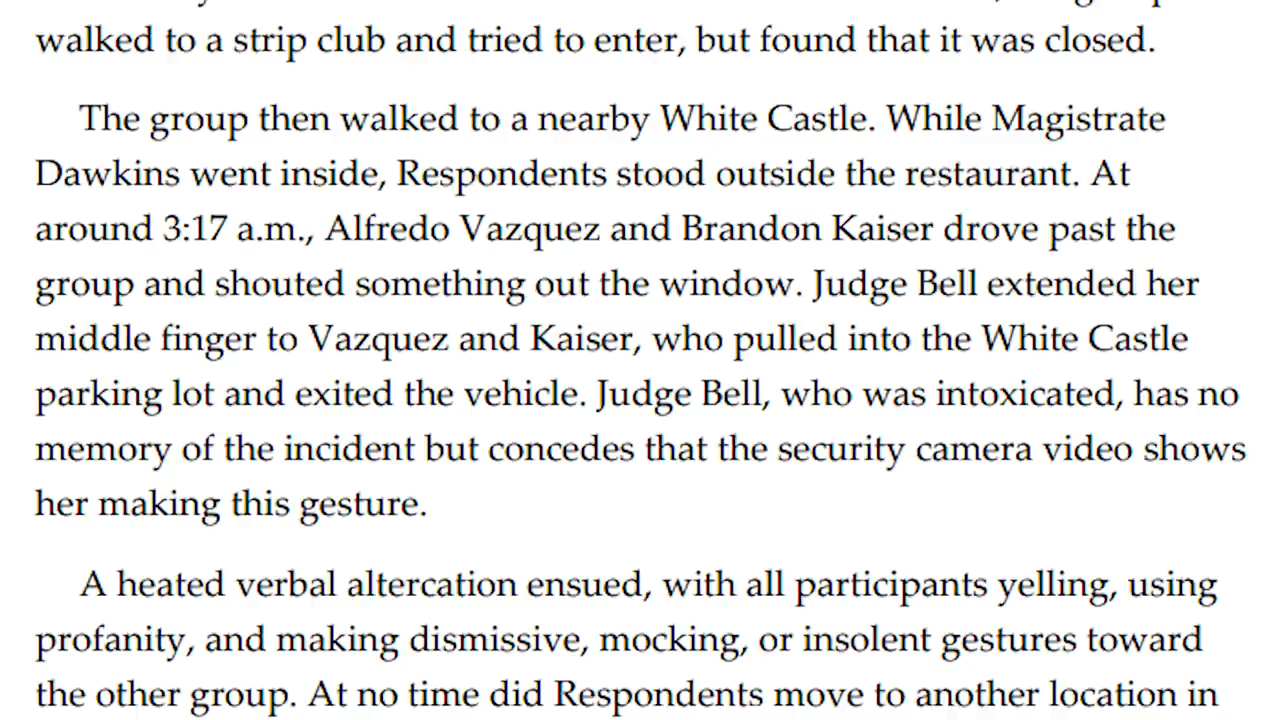 walked to a strip club and tried to enter, but found that it was closed.
The group then walked to a nearby White Castle. While Magistrate
Dawkins went inside, Respondents stood outside the restaurant. At
around 3:17 a.m., Alfredo Vazquez and Brandon Kaiser drove past the
group and shouted something out the window. Judge Bell extended her
middle finger to Vazquez and Kaiser, who pulled into the White Castle
parking lot and exited the vehicle. Judge Bell, who was intoxicated, has no
memory of the incident but concedes that the security camera video shows
her making this gesture.
A heated verbal altercation ensued, with all participants yelling, using
profanity, and making dismissive, mocking, or insolent gestures toward
the other group. At no time did Respondents move to another location in